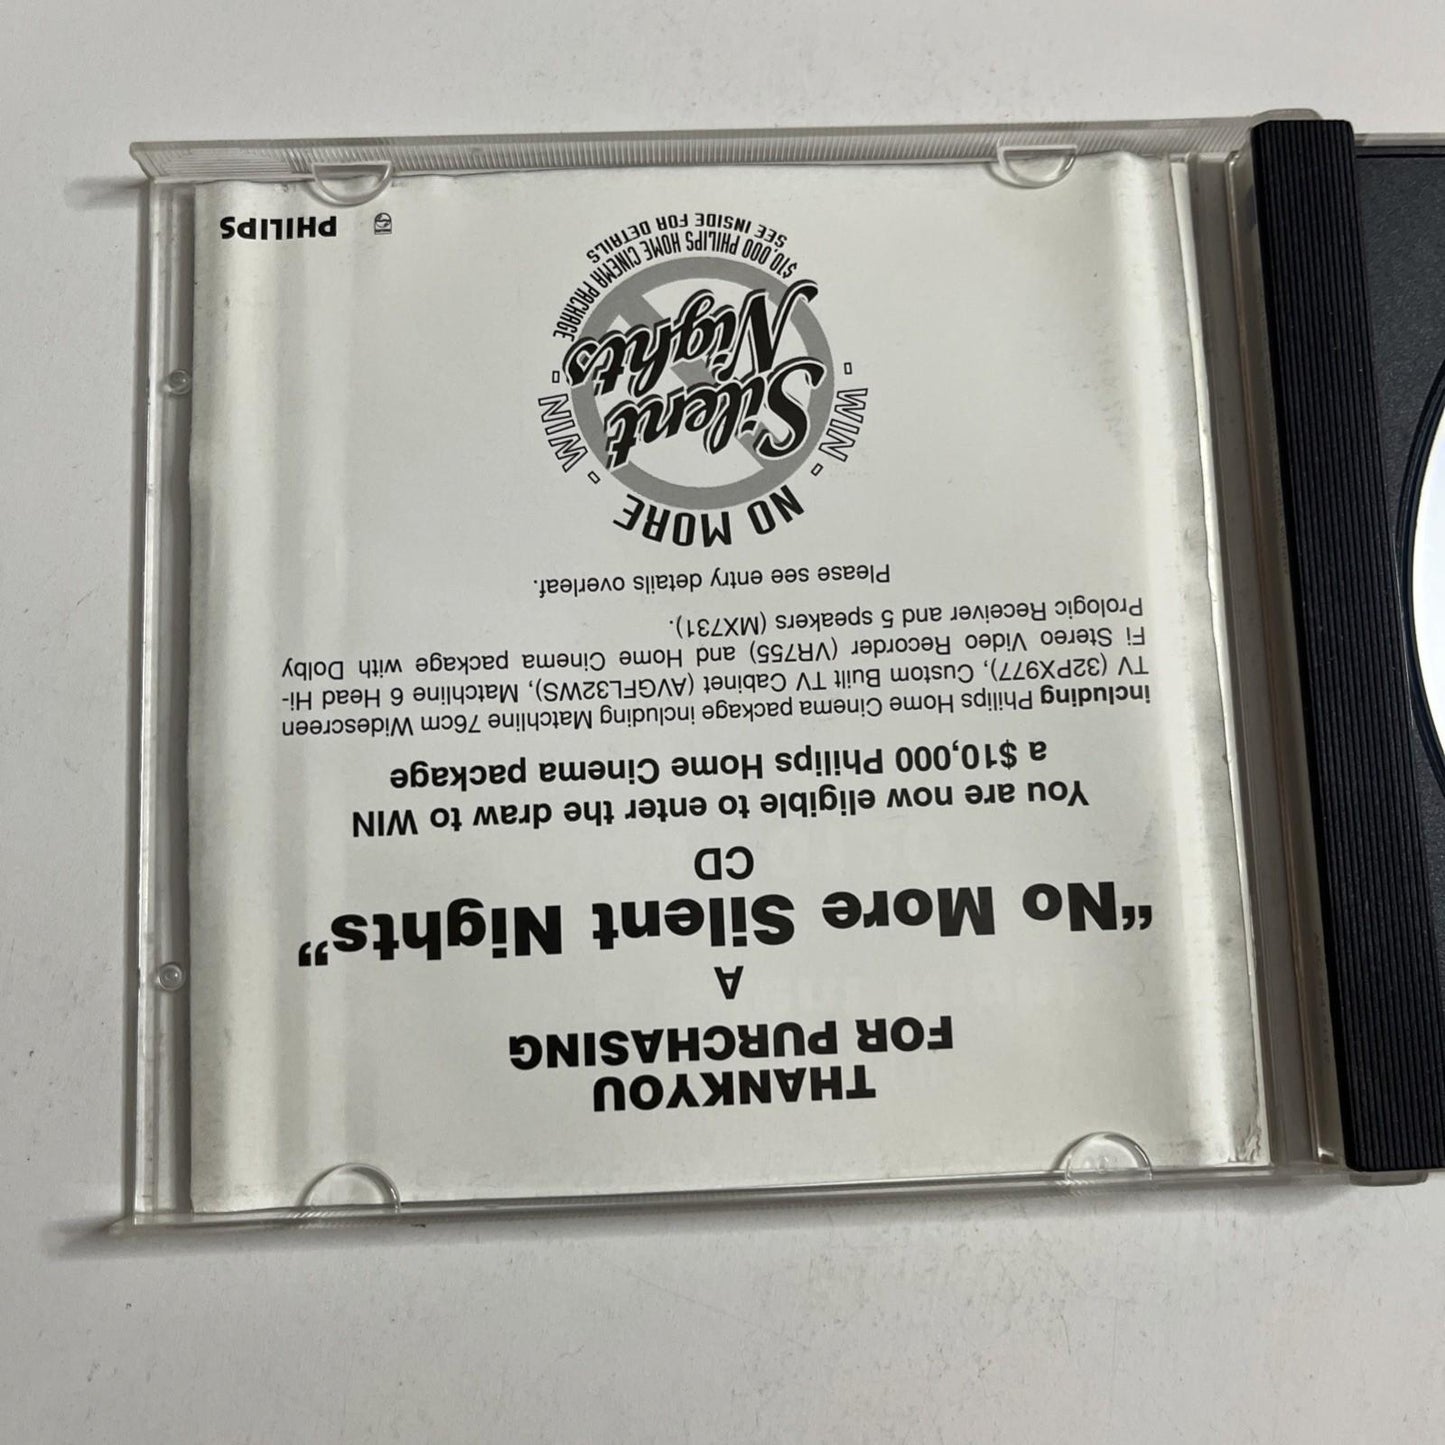 THANKYOU
FOR PURCHASING
A
“No More Silent Nights”
CD
You are now eligible to enter the draw to WIN
a $10,000 Philips Home Cinema package
including Philips Home Cinema package including Matchline 76cm Widescreen
TV (32PX977), Custom Built TV Cabinet (AVGFL32WS), Matchline 6 Head Hi-
Fi Stereo Video Recorder (VR755) and Home Cinema package with Dolby
Prologic Receiver and 5 speakers (MX731).
Please see entry details overleaf.
NO MORE
- WIN -
- WIN -
Silent
Nights
$10,000 PHILIPS HOME CINEMA PACKAGE
SEE INSIDE FOR DETAILS
PHILIPS